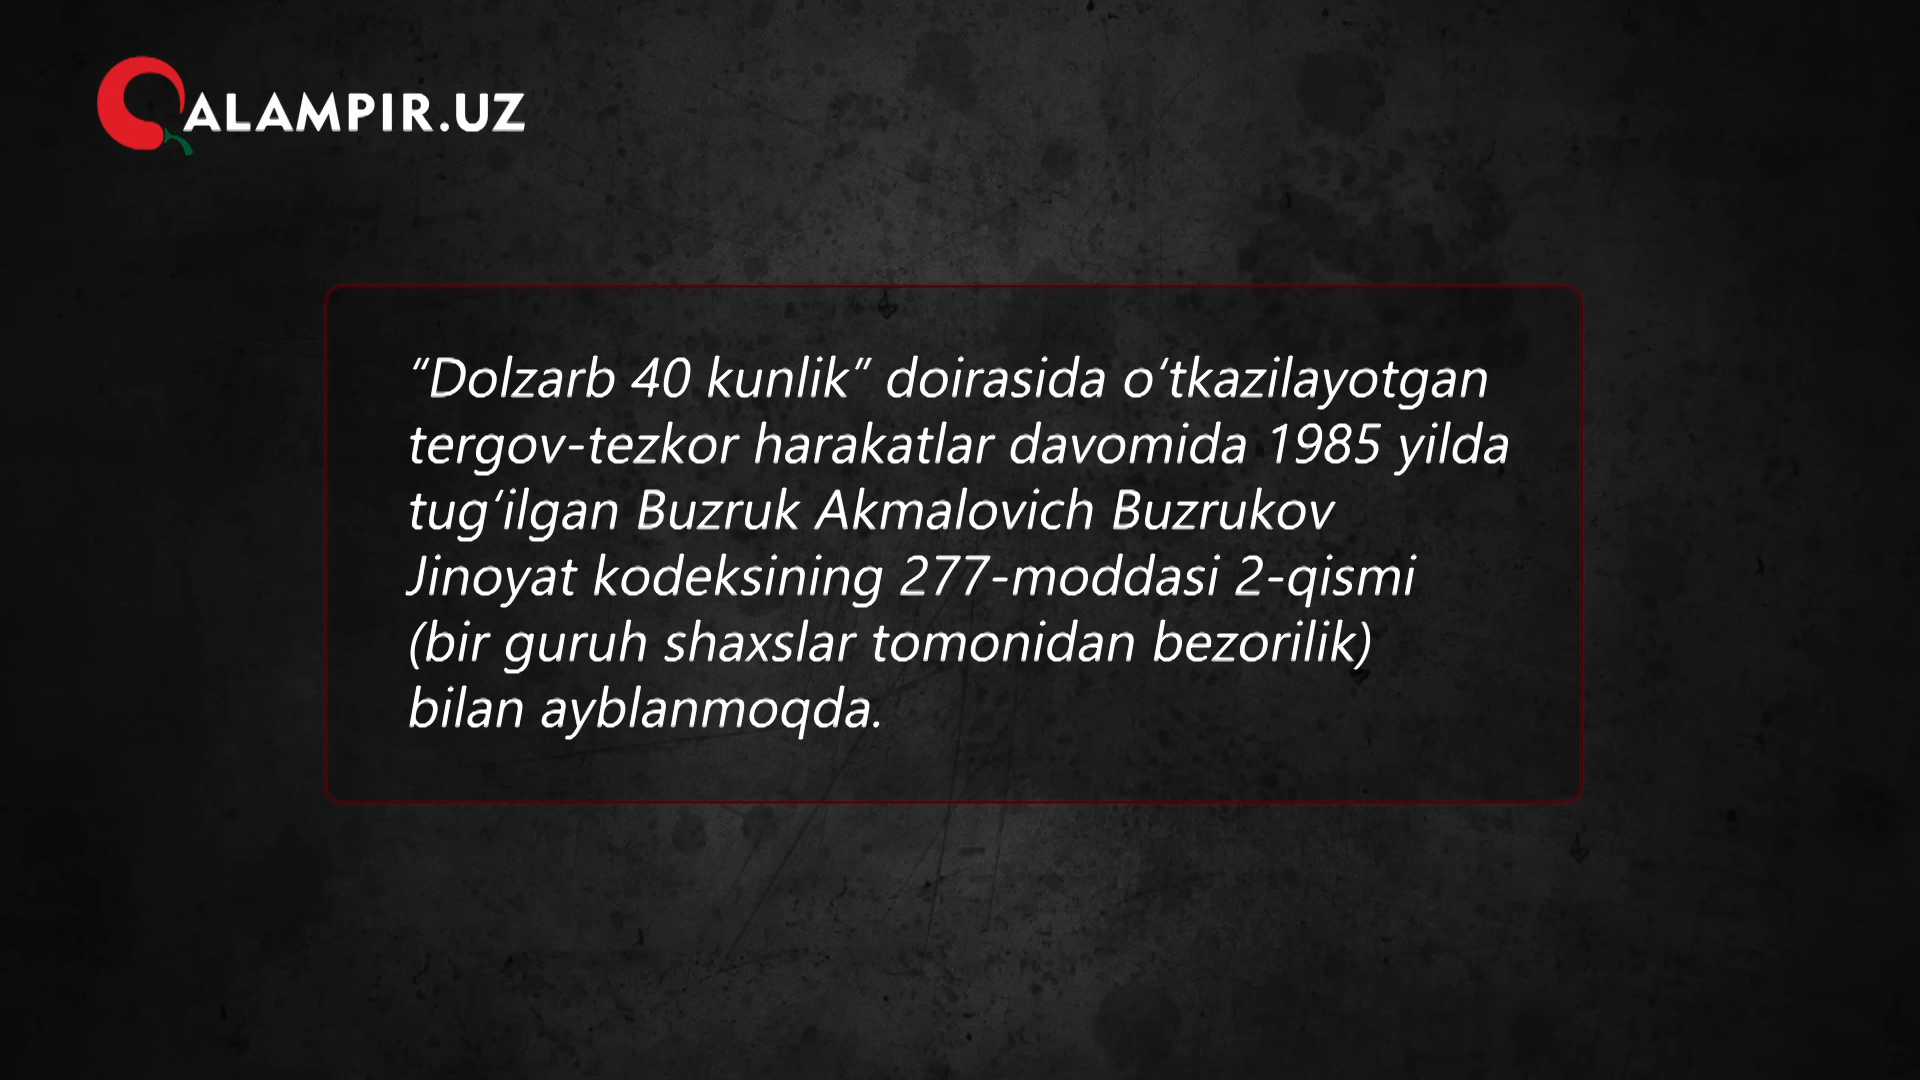 QALAMPIR.UZ
“Dolzarb 40 kunlik” doirasida o‘tkazilayotgan
tergov-tezkor harakatlar davomida 1985 yilda
tug‘ilgan Buzruk Akmalovich Buzrukov
Jinoyat kodeksining 277-moddasi 2-qismi
(bir guruh shaxslar tomonidan bezorilik)
bilan ayblanmoqda.